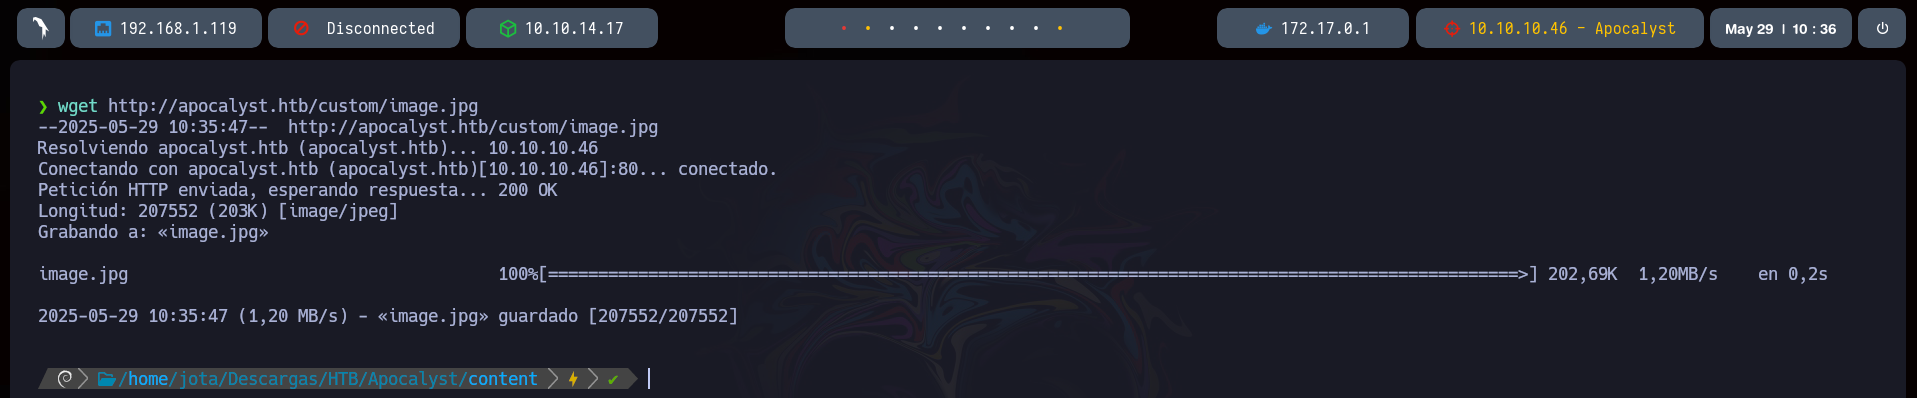 192.168.1.119 Disconnected 10.10.14.17 172.17.0.1 10.10.10.46 - Apocalyst May 29 | 10 : 36
❯ wget http://apocalyst.htb/custom/image.jpg
--2025-05-29 10:35:47--  http://apocalyst.htb/custom/image.jpg
Resolviendo apocalyst.htb (apocalyst.htb)... 10.10.10.46
Conectando con apocalyst.htb (apocalyst.htb)[10.10.10.46]:80... conectado.
Petición HTTP enviada, esperando respuesta... 200 OK
Longitud: 207552 (203K) [image/jpeg]
Grabando a: «image.jpg»
image.jpg 100%[=================================================================================================>] 202,69K 1,20MB/s en 0,2s
2025-05-29 10:35:47 (1,20 MB/s) - «image.jpg» guardado [207552/207552]
/home/jota/Descargas/HTB/Apocalyst/content ✔